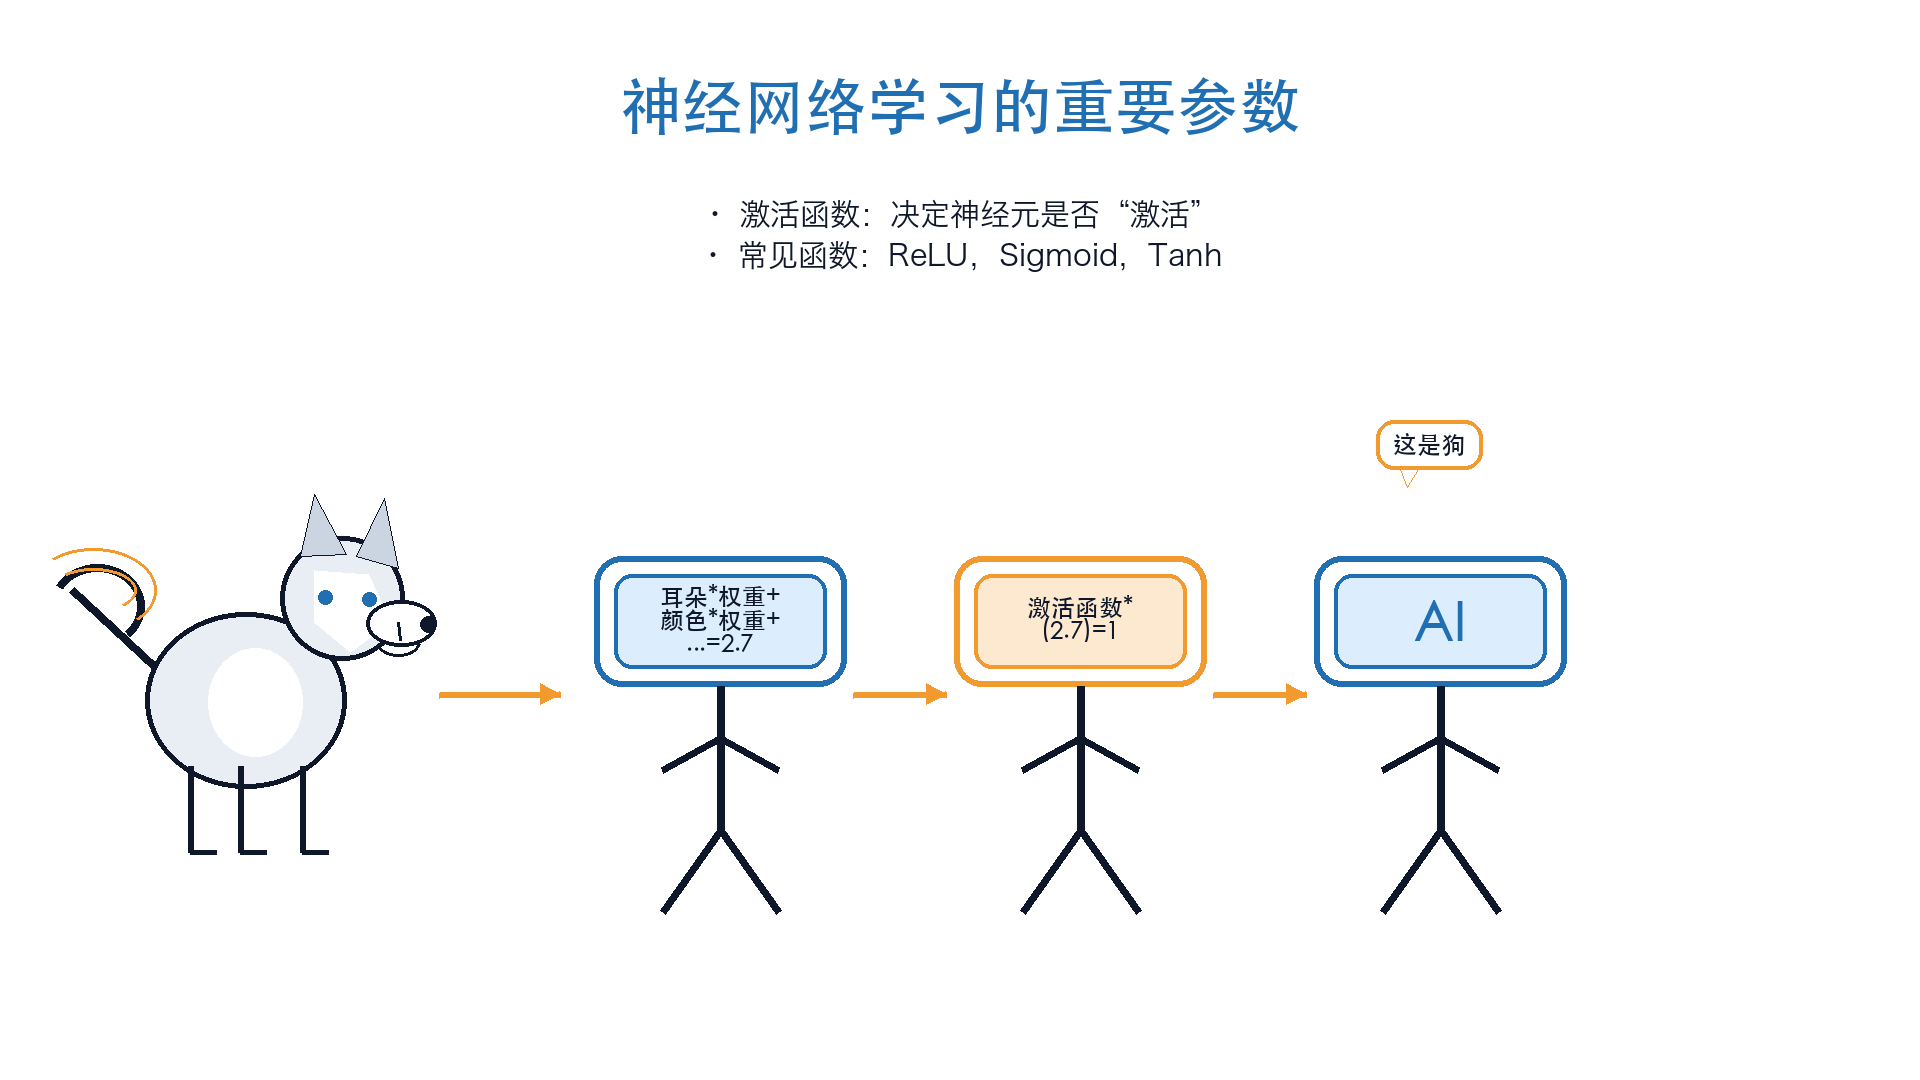 神经网络学习的重要参数
· 激活函数：决定神经元是否“激活”
· 常见函数：ReLU，Sigmoid，Tanh
这是狗
耳朵*权重+
颜色*权重+
...=2.7
激活函数*
(2.7)=1
AI